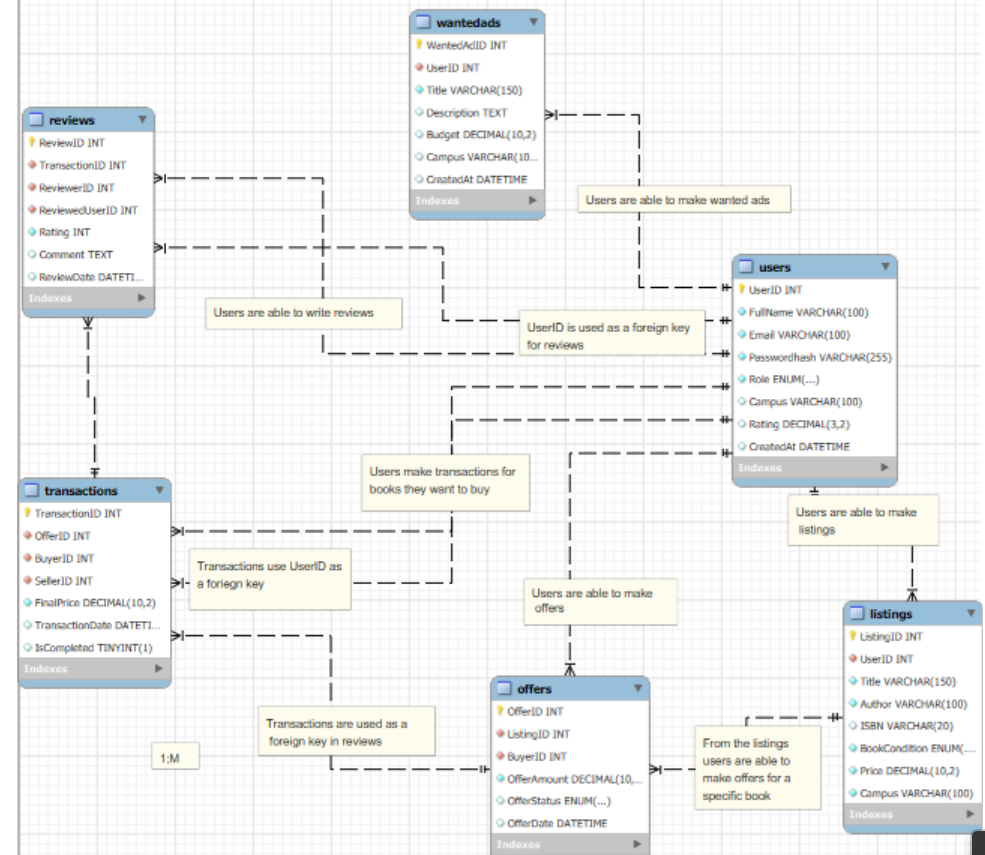 wantedads
WantedAdID INT
UserID INT
Title VARCHAR(150)
Description TEXT
Budget DECIMAL(10,2)
Campus VARCHAR(10...
CreatedAt DATETIME
Indexes
reviews
ReviewID INT
TransactionID INT
ReviewerID INT
ReviewedUserID INT
Rating INT
Comment TEXT
ReviewDate DATETI...
Indexes
Users are able to make wanted ads
users
UserID INT
FullName VARCHAR(100)
Email VARCHAR(100)
Passwordhash VARCHAR(255)
Role ENUM(...)
Campus VARCHAR(100)
Rating DECIMAL(3,2)
CreatedAt DATETIME
Indexes
Users are able to write reviews
UserID is used as a foreign key
for reviews
Users make transactions for
books they want to buy
transactions
TransactionID INT
OfferID INT
BuyerID INT
SellerID INT
FinalPrice DECIMAL(10,2)
TransactionDate DATETI...
IsCompleted TINYINT(1)
Indexes
Transactions use UserID as
a foriegn key
Users are able to make
listings
Users are able to make
offers
listings
ListingID INT
UserID INT
Title VARCHAR(150)
Author VARCHAR(100)
ISBN VARCHAR(20)
BookCondition ENUM(....
Price DECIMAL(10,2)
Campus VARCHAR(100)
Indexes
offers
OfferID INT
ListingID INT
BuyerID INT
OfferAmount DECIMAL(10,...
OfferStatus ENUM(...)
OfferDate DATETIME
Indexes
Transactions are used as a
foreign key in reviews
1;M
From the listings
users are able to
make offers for a
specific book